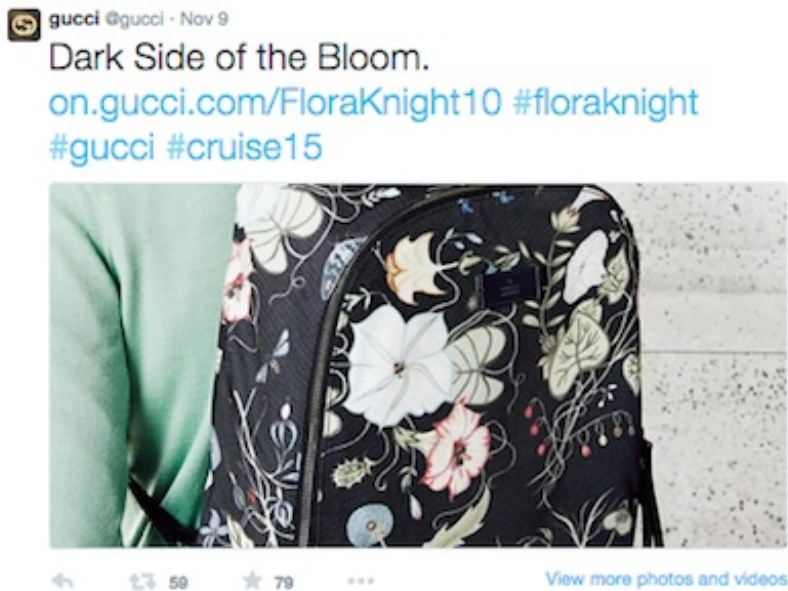 gucci @gucci · Nov 9
Dark Side of the Bloom.
on.gucci.com/FloraKnight10 #floraknight
#gucci #cruise15
59 79
View more photos and videos